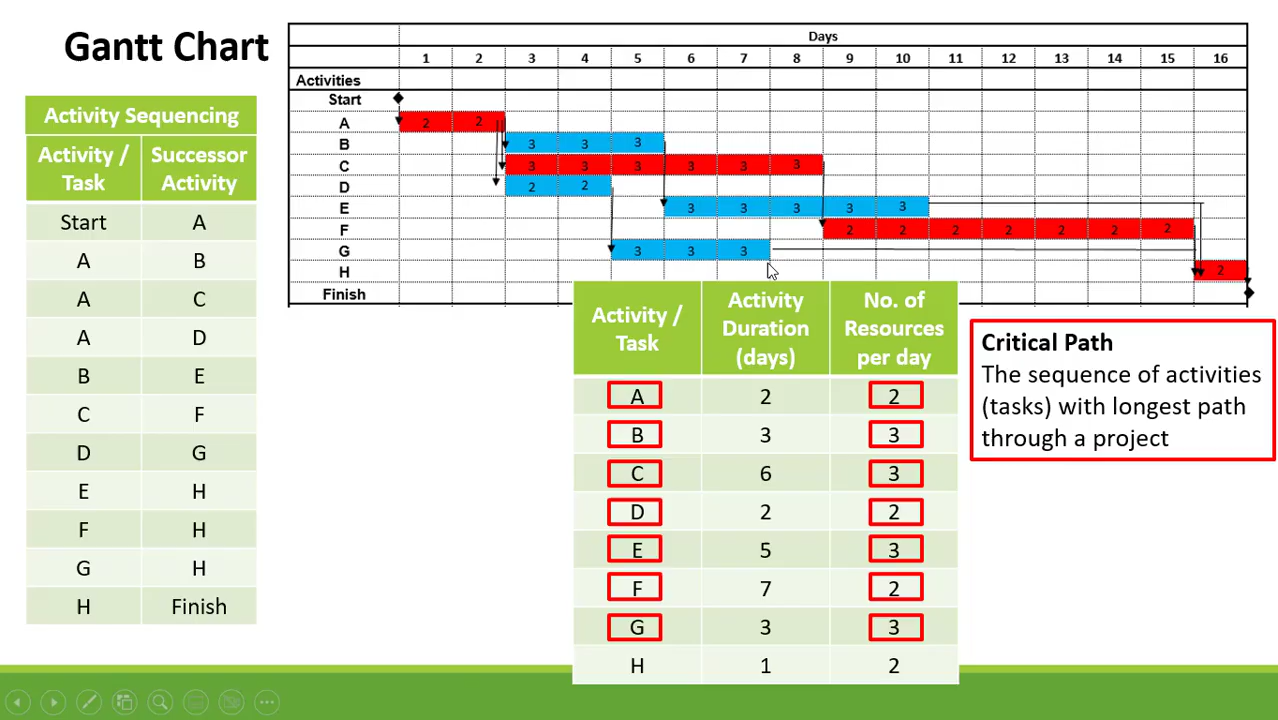 Gantt Chart
Activity Sequencing
Activity / Task Successor Activity
Start A
A B
A C
A D
B E
C F
D G
E H
F H
G H
H Finish
Days
1 2 3 4 5 6 7 8 9 10 11 12 13 14 15 16
Activities
Start
A 2 2
B 3 3 3
C 3 3 3 3 3 3
D 2 2
E 3 3 3 3 3
F 2 2 2 2 2 2 2
G 3 3 3
H 2
Finish
Activity / Task Activity Duration (days) No. of Resources per day
A 2 2
B 3 3
C 6 3
D 2 2
E 5 3
F 7 2
G 3 3
H 1 2
Critical Path
The sequence of activities
(tasks) with longest path
through a project